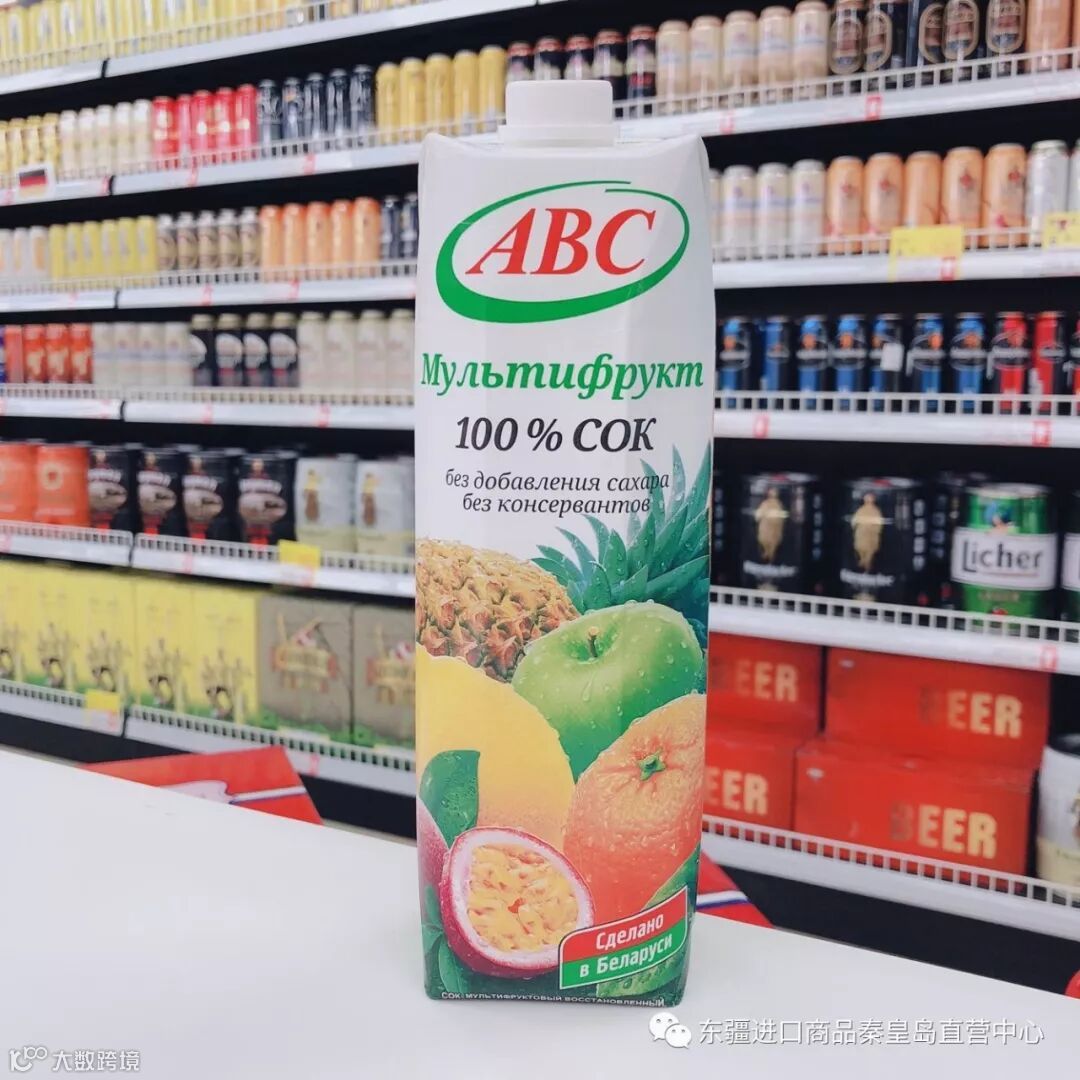 ABC
Мультифрукт
100 % СОК
без добавления сахара
без консервантов
Сделано
в Беларуси
СОК МУЛЬТИФРУКТОВЫЙ ВОССТАНОВЛЕННЫЙ
Licher
BEER
BEER
BEER
BEER
东疆进口商品秦皇岛直营中心
大数跨境